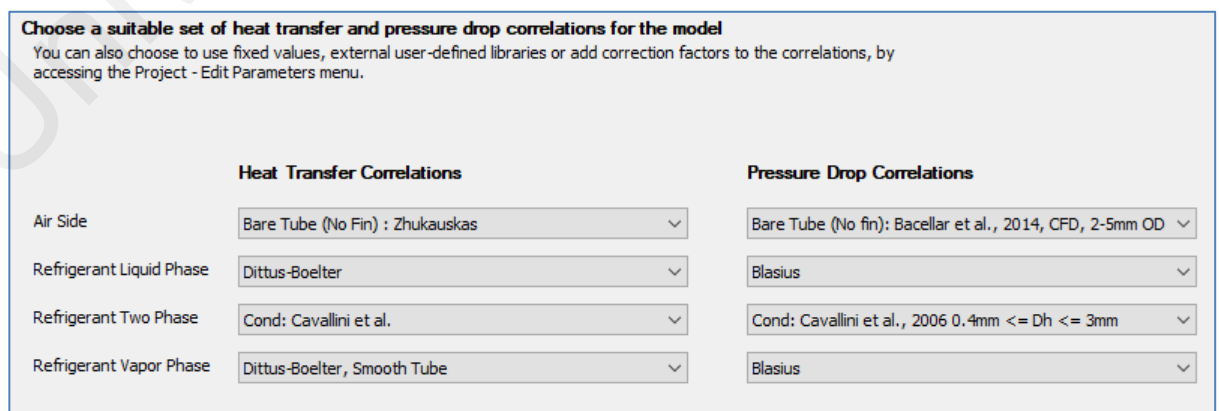 Choose a suitable set of heat transfer and pressure drop correlations for the model
You can also choose to use fixed values, external user-defined libraries or add correction factors to the correlations, by
accessing the Project - Edit Parameters menu.
Heat Transfer Correlations Pressure Drop Correlations
Air Side Bare Tube (No Fin) : Zhukauskas Bare Tube (No fin): Bacellar et al., 2014, CFD, 2-5mm OD
Refrigerant Liquid Phase Dittus-Boelter Blasius
Refrigerant Two Phase Cond: Cavallini et al. Cond: Cavallini et al., 2006 0.4mm <= Dh <= 3mm
Refrigerant Vapor Phase Dittus-Boelter, Smooth Tube Blasius